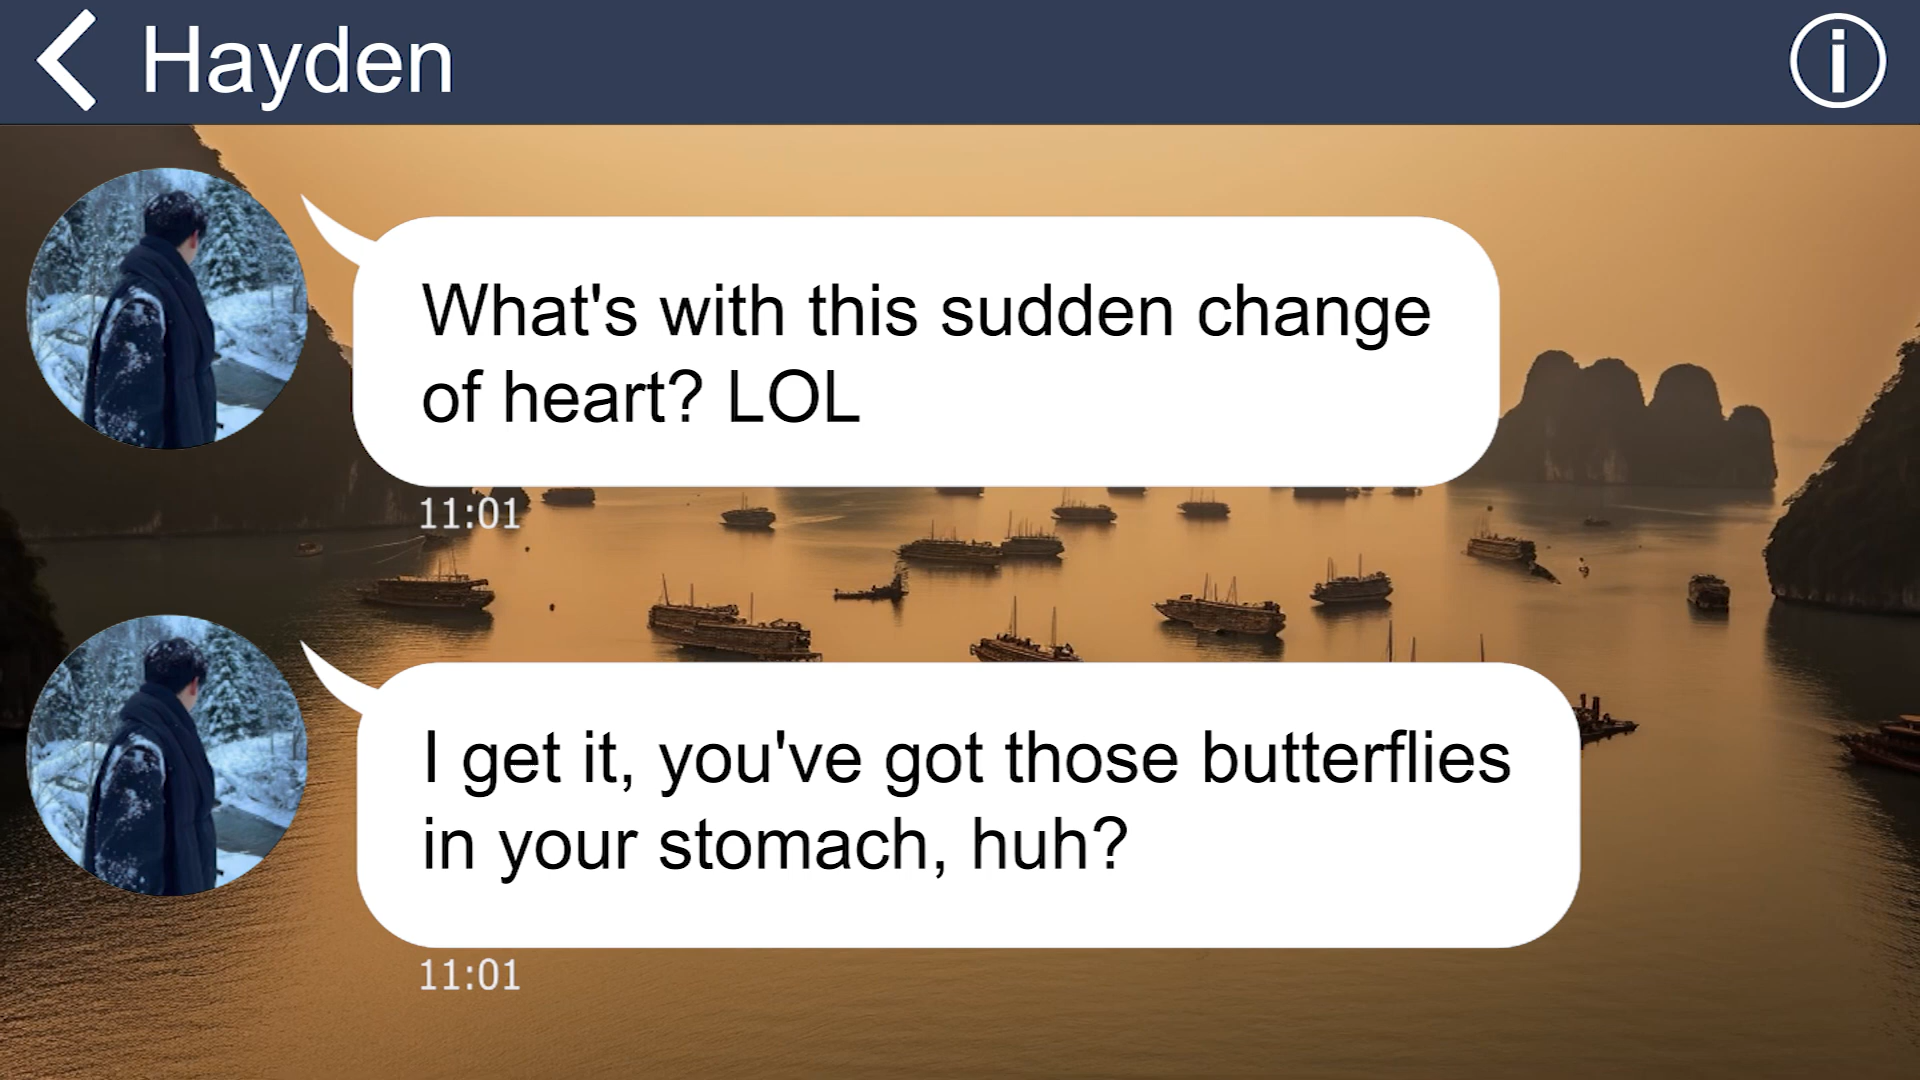 Hayden
What's with this sudden change
of heart? LOL
11:01
I get it, you've got those butterflies
in your stomach, huh?
11:01